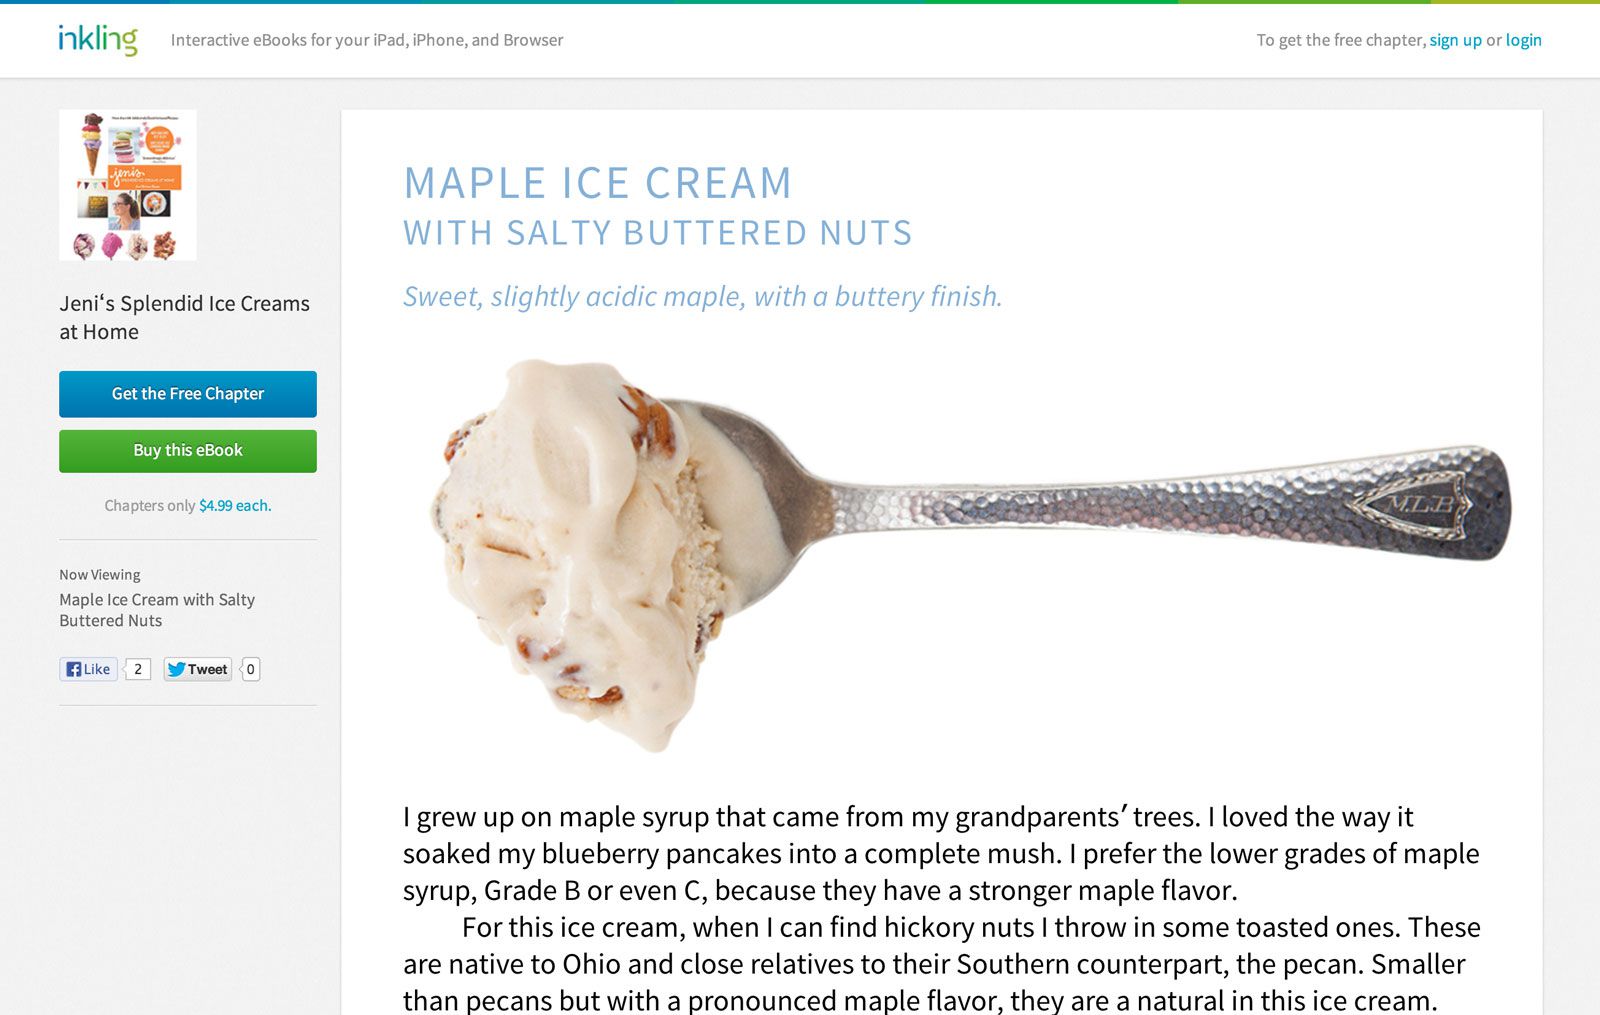 inkling
Interactive eBooks for your iPad, iPhone, and Browser
To get the free chapter, sign up or login
jeni's
Jeni‘s Splendid Ice Creams
at Home
Get the Free Chapter
Buy this eBook
Chapters only $4.99 each.
Now Viewing
Maple Ice Cream with Salty
Buttered Nuts
Like 2 Tweet 0
MAPLE ICE CREAM
WITH SALTY BUTTERED NUTS
Sweet, slightly acidic maple, with a buttery finish.
M.L.B
I grew up on maple syrup that came from my grandparents’ trees. I loved the way it
soaked my blueberry pancakes into a complete mush. I prefer the lower grades of maple
syrup, Grade B or even C, because they have a stronger maple flavor.
For this ice cream, when I can find hickory nuts I throw in some toasted ones. These
are native to Ohio and close relatives to their Southern counterpart, the pecan. Smaller
than pecans but with a pronounced maple flavor, they are a natural in this ice cream.